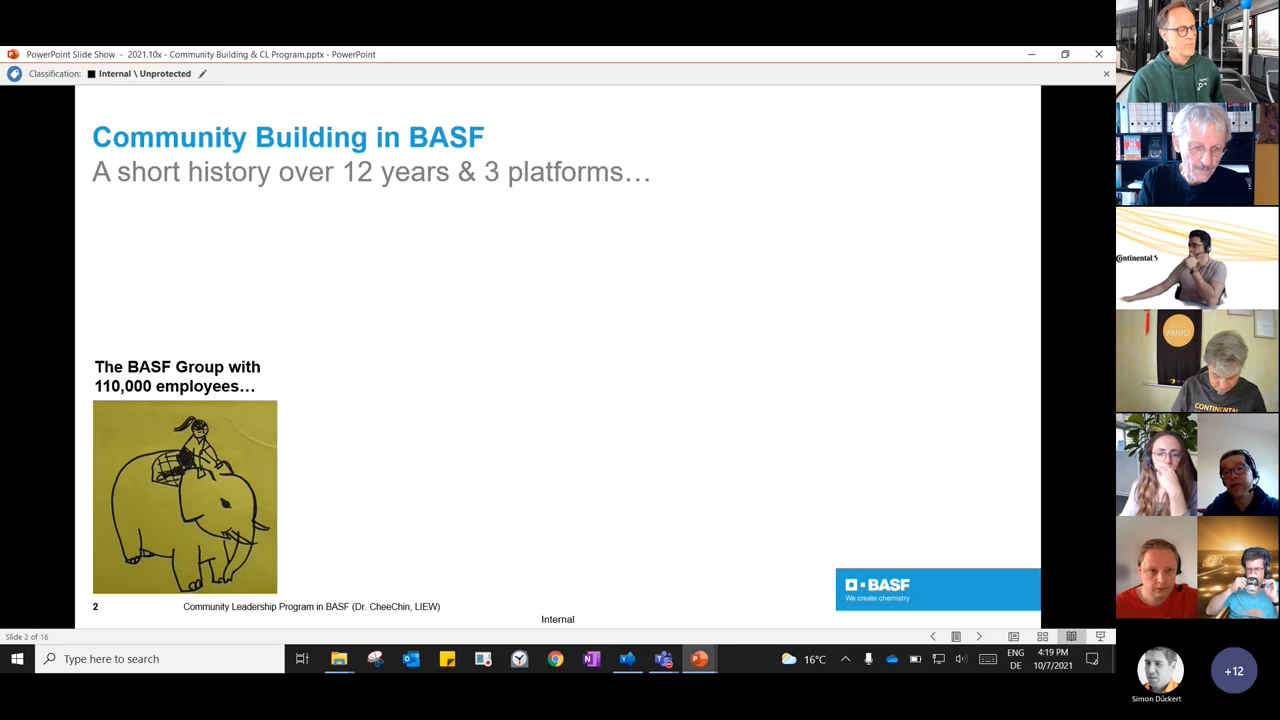 PowerPoint Slide Show - 2021.10x - Community Building & CL Program.pptx - PowerPoint
Classification: Internal \ Unprotected
Community Building in BASF
A short history over 12 years & 3 platforms…
The BASF Group with
110,000 employees…
2
Community Leadership Program in BASF (Dr. CheeChin, LIEW)
BASF
We create chemistry
Internal
Slide 2 of 16
Type here to search
16°C
ENG
DE
4:19 PM
10/7/2021
Continental
PANIC!
CONTINENTAL
Simon Dückert
+12